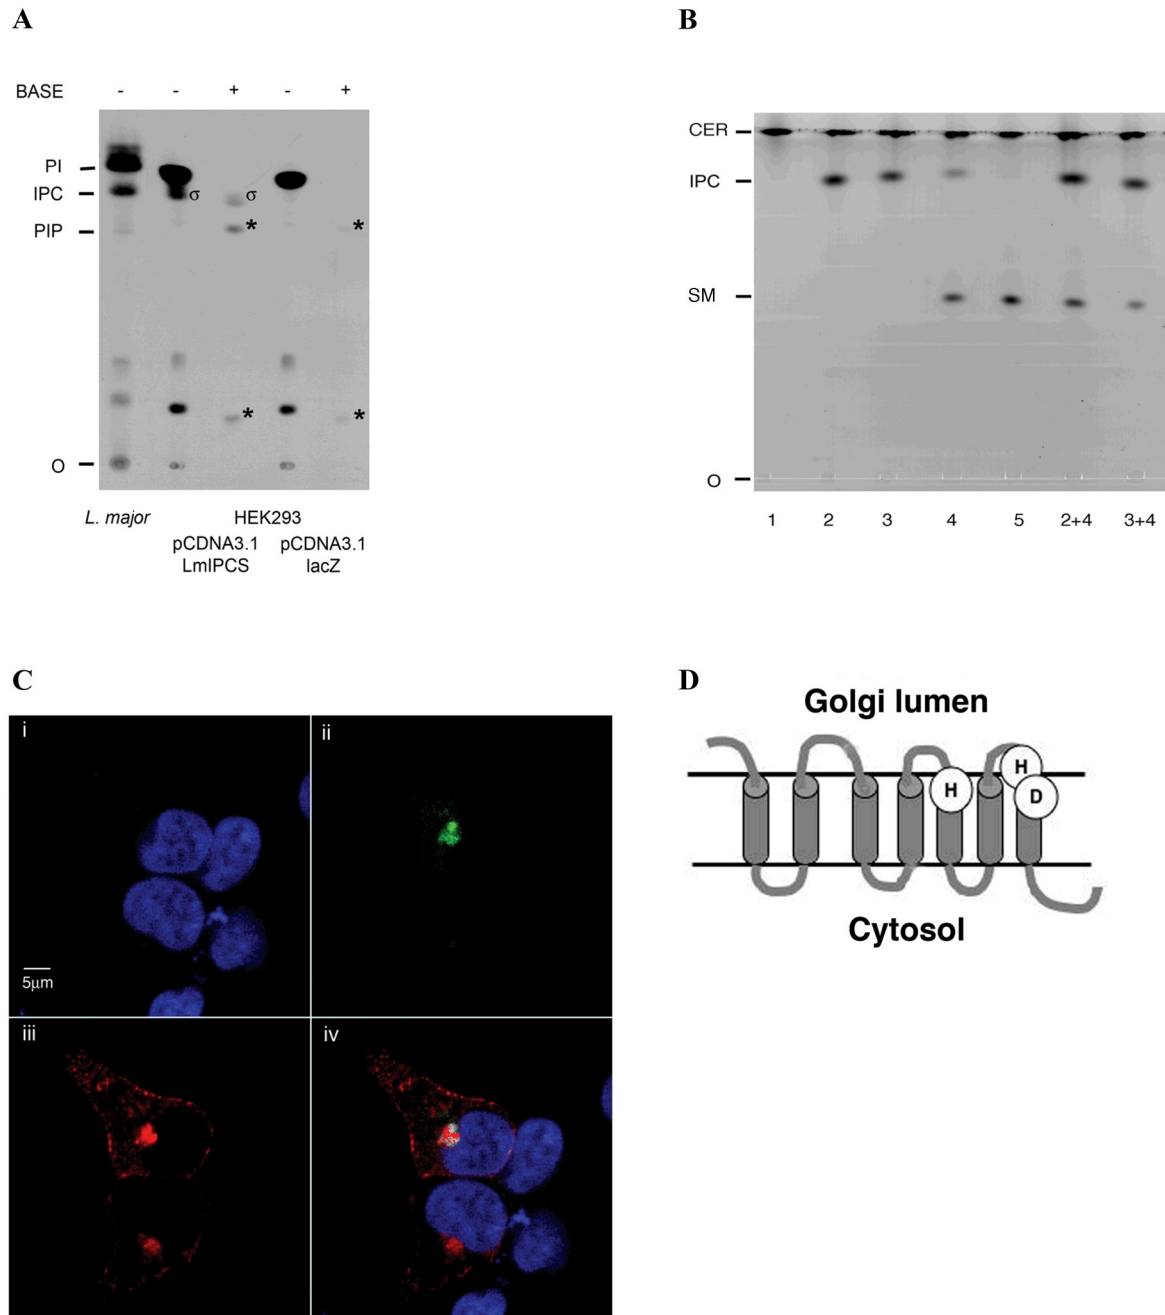 A
BASE - - + - +
PI
IPC σ σ
PIP * *
* *
O
L. major HEK293
pCDNA3.1 pCDNA3.1
LmIPCS lacZ
B
CER
IPC
SM
O
1 2 3 4 5 2+4 3+4
C
i ii
5μm
iii iv
D
Golgi lumen
H
H
D
Cytosol